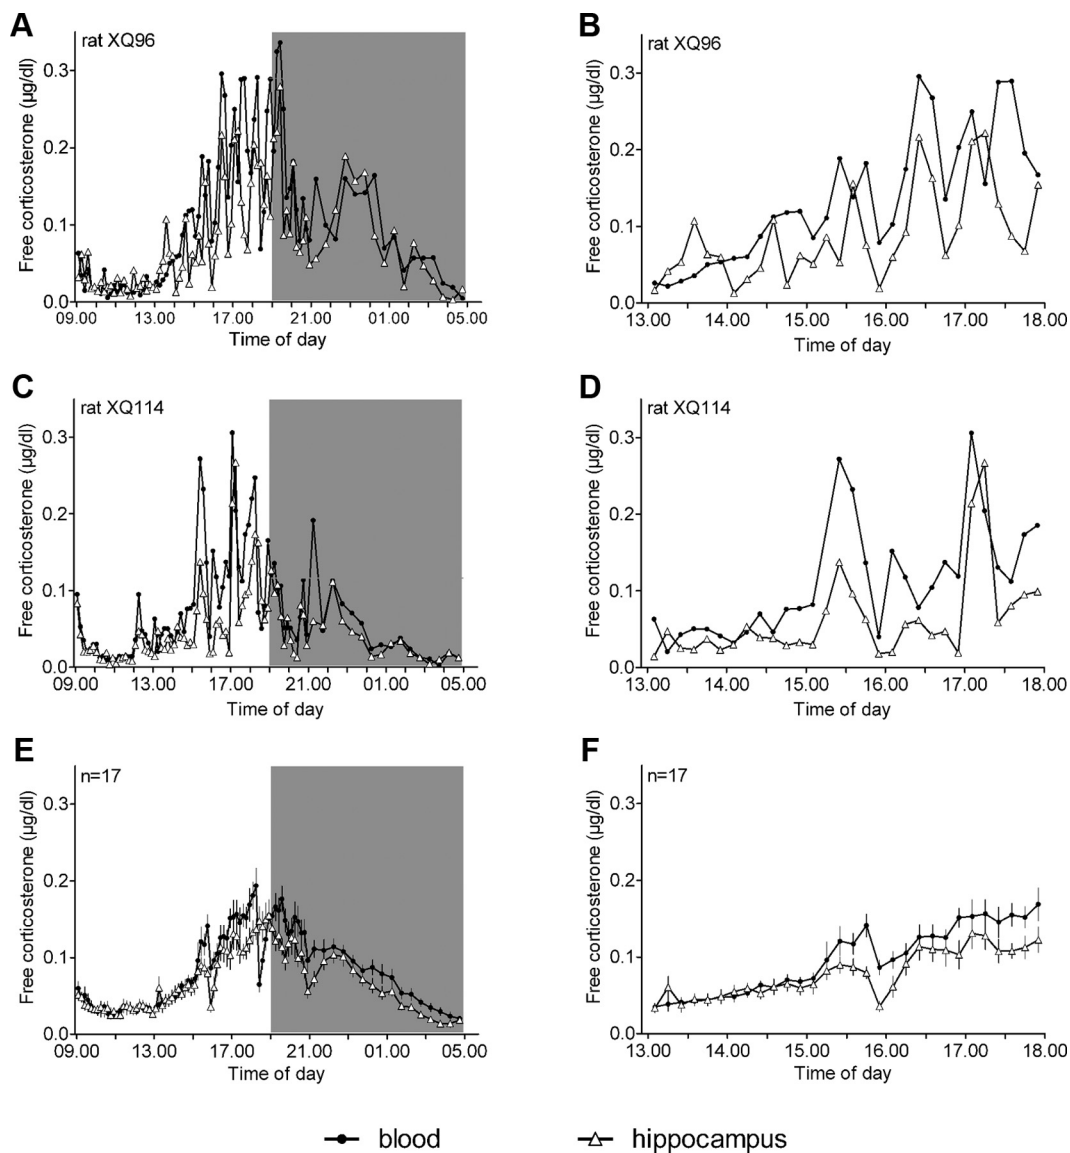 A
rat XQ96
Free corticosterone (µg/dl)
0.3
0.2
0.1
0.0
09.00 13.00 17.00 21.00 01.00 05.00
Time of day
B
rat XQ96
Free corticosterone (µg/dl)
0.3
0.2
0.1
0.0
13.00 14.00 15.00 16.00 17.00 18.00
Time of day
C
rat XQ114
Free corticosterone (µg/dl)
0.3
0.2
0.1
0.0
09.00 13.00 17.00 21.00 01.00 05.00
Time of day
D
rat XQ114
Free corticosterone (µg/dl)
0.3
0.2
0.1
0.0
13.00 14.00 15.00 16.00 17.00 18.00
Time of day
E
n=17
Free corticosterone (µg/dl)
0.3
0.2
0.1
0.0
09.00 13.00 17.00 21.00 01.00 05.00
Time of day
F
n=17
Free corticosterone (µg/dl)
0.3
0.2
0.1
0.0
13.00 14.00 15.00 16.00 17.00 18.00
Time of day
blood hippocampus